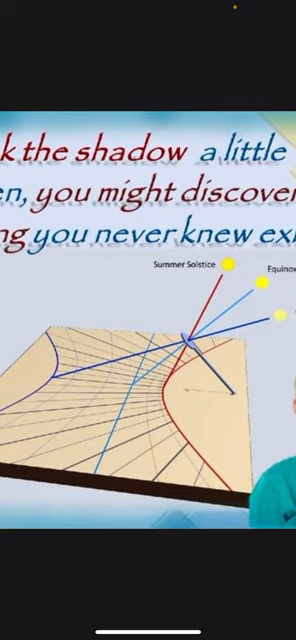 k the shadow a little
en, you might discover
ng you never knew ex
Summer Solstice
Equinox